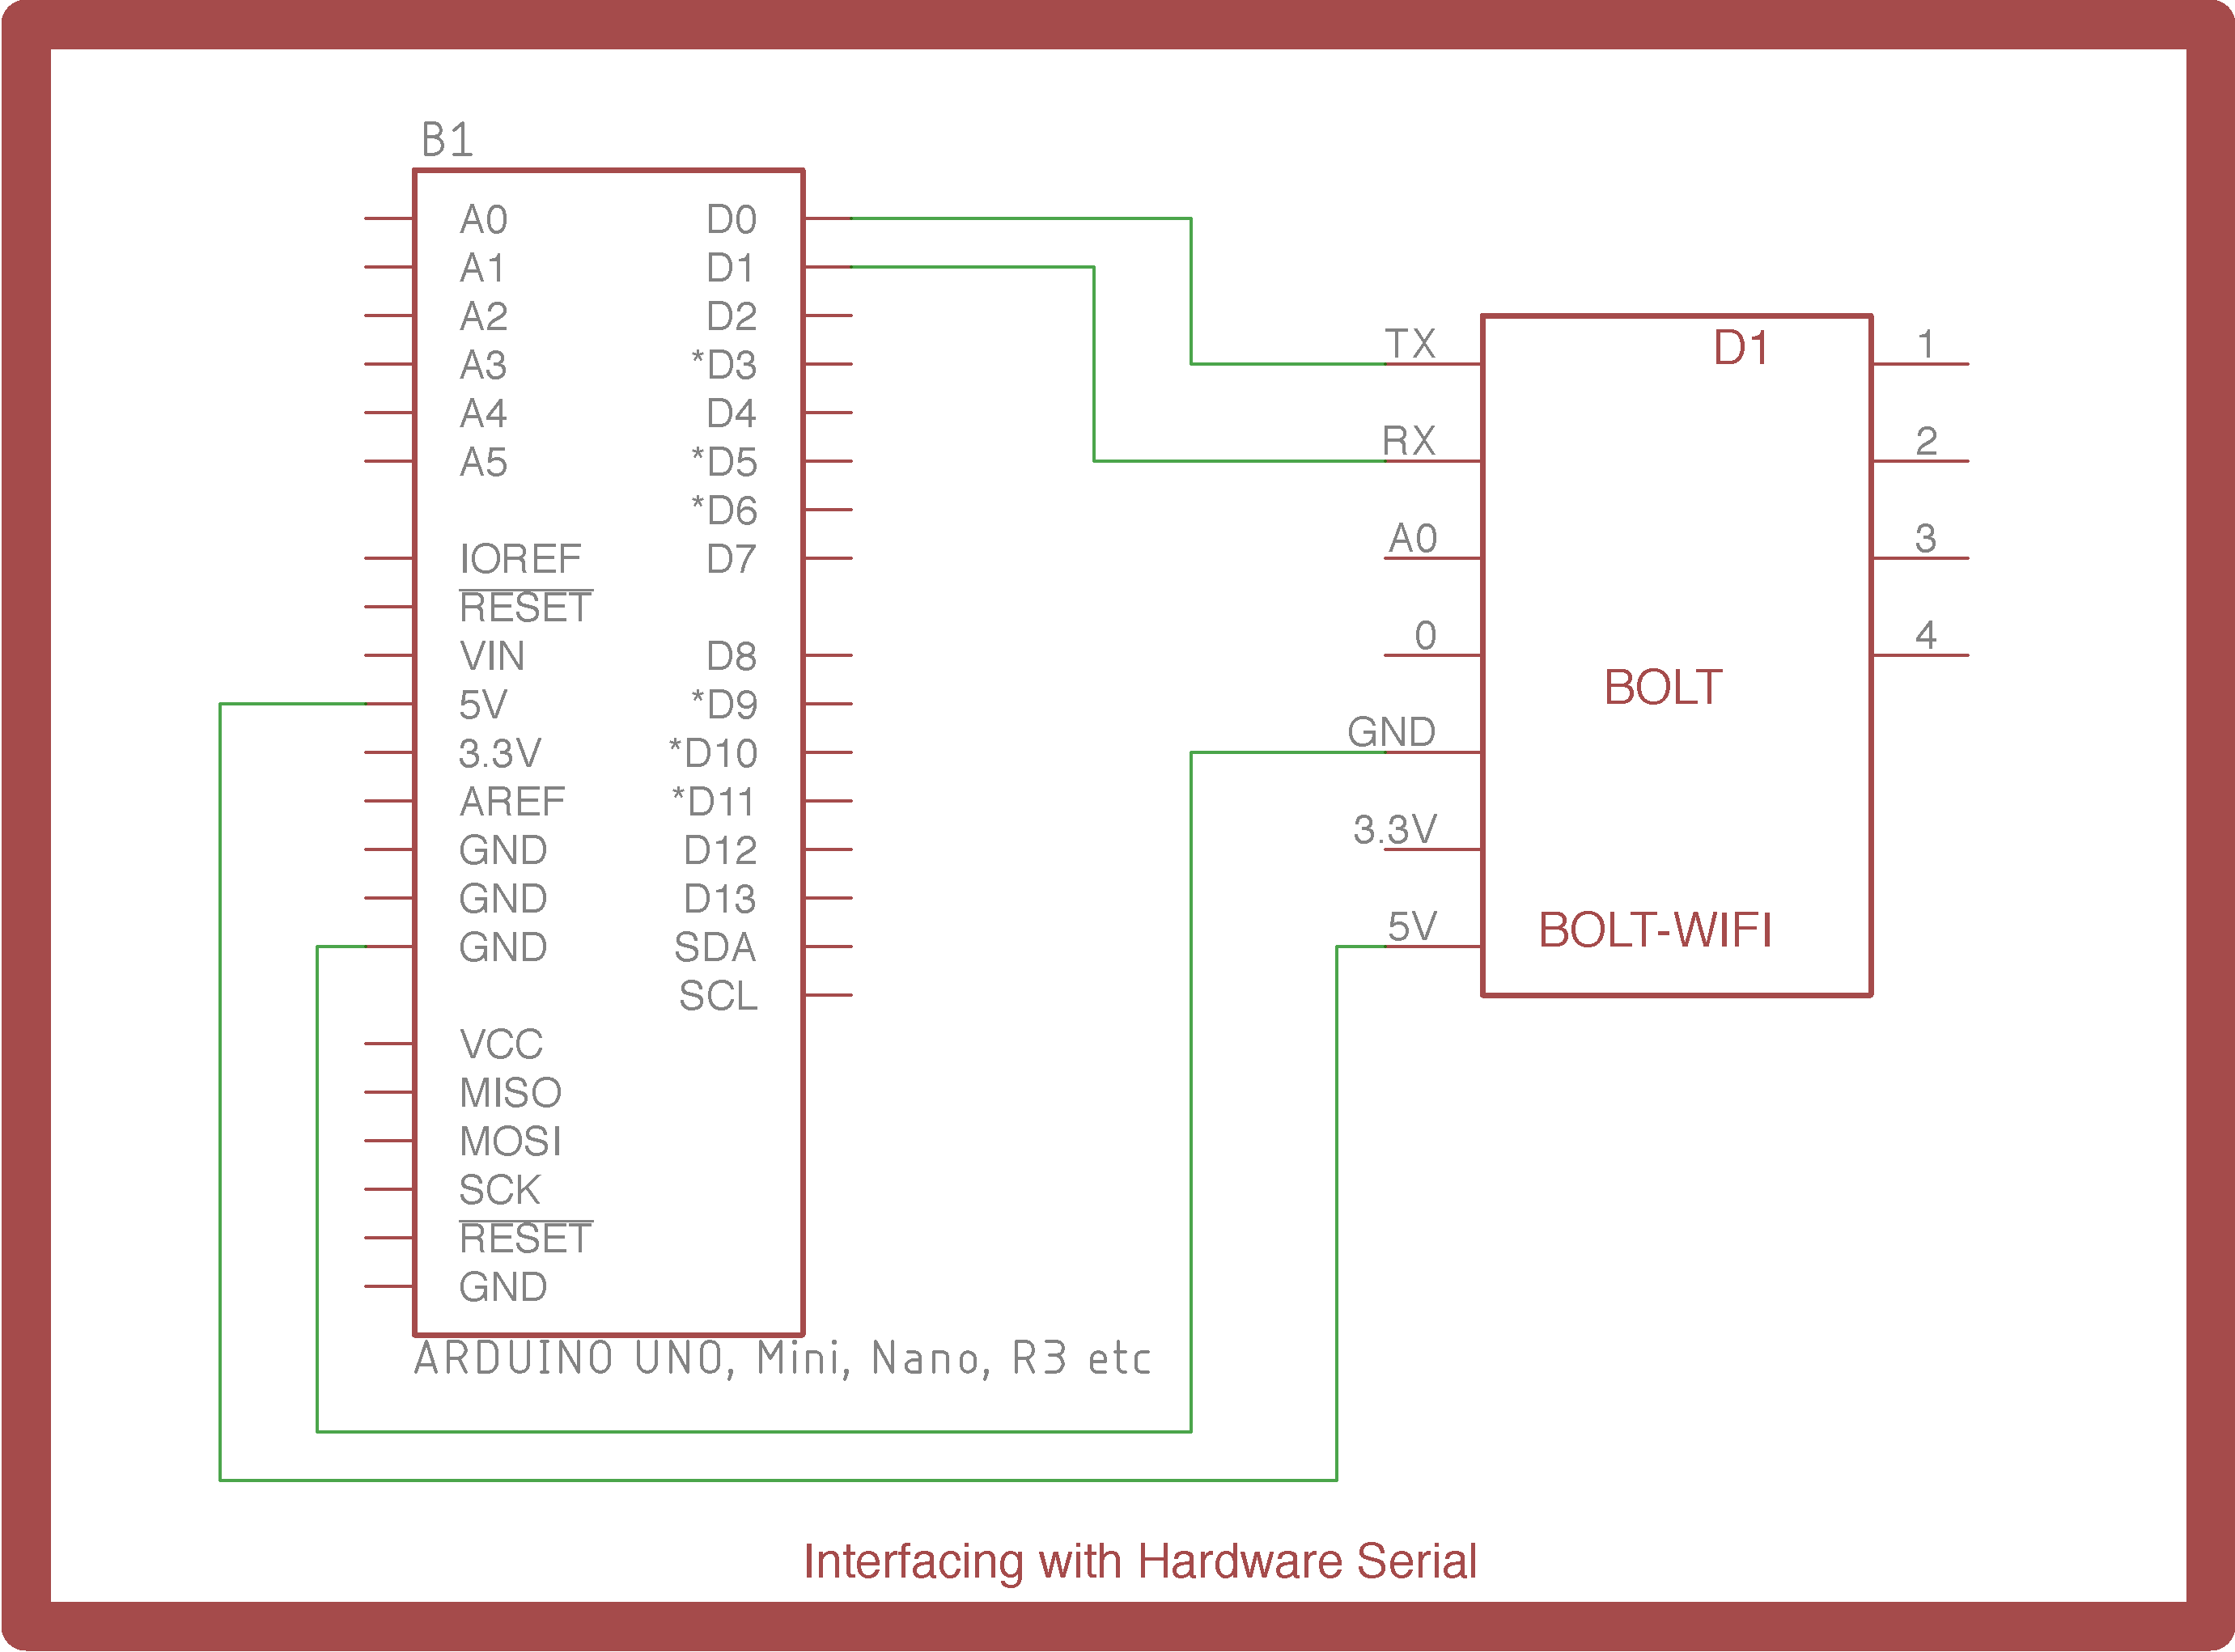 B1
A0 D0
A1 D1
A2 D2
A3 *D3
A4 D4
A5 *D5
*D6
IOREF D7
RESET
VIN D8
5V *D9
3.3V *D10
AREF *D11
GND D12
GND D13
GND SDA
SCL
VCC
MISO
MOSI
SCK
RESET
GND
ARDUINO UNO, Mini, Nano, R3 etc
TX D1 1
RX 2
A0 3
0 4
BOLT
GND
3.3V
5V BOLT-WIFI
Interfacing with Hardware Serial